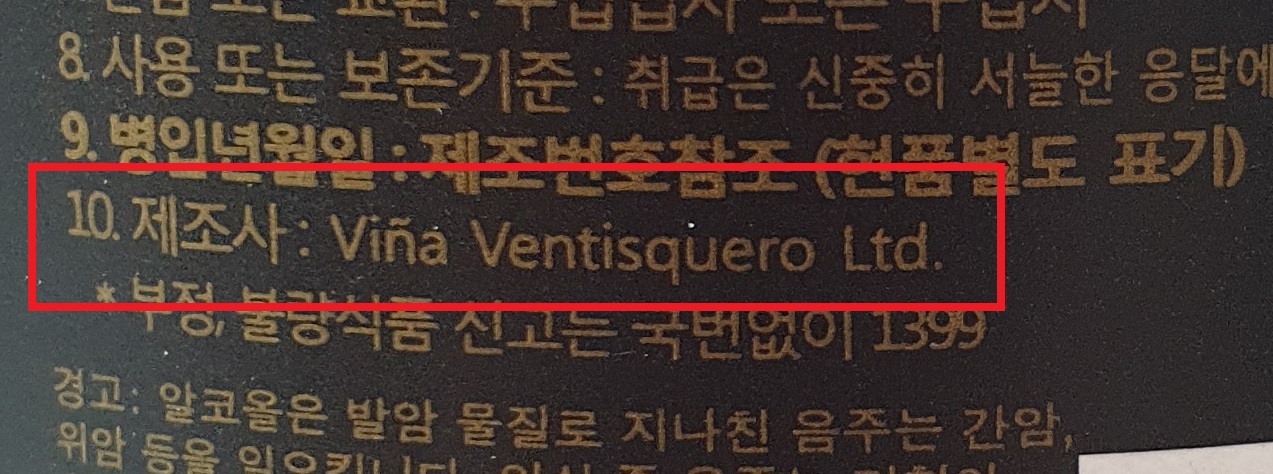 8. 사용 또는 보존기준 : 취급은 신중히 서늘한 응달에
9. 병입년월일 : 제조번호참조 (현품별도 표기)
10. 제조사 : Viña Ventisquero Ltd.
* 부정, 불량식품 신고는 국번없이 1399
경고 : 알코올은 발암 물질로 지나친 음주는 간암,
위암 등을